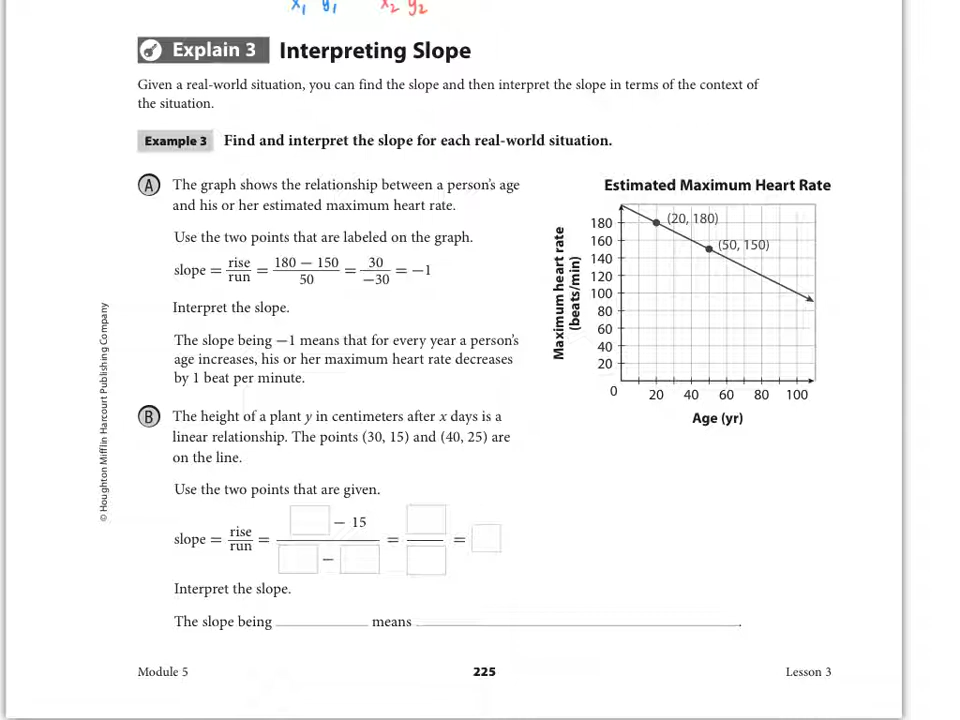 x₁ y₁ x₂ y₂
Explain 3 Interpreting Slope
Given a real-world situation, you can find the slope and then interpret the slope in terms of the context of
the situation.
Example 3 Find and interpret the slope for each real-world situation.
A The graph shows the relationship between a person's age
and his or her estimated maximum heart rate.
Use the two points that are labeled on the graph.
slope = rise/run = 180 − 150/50 = 30/−30 = −1
Interpret the slope.
The slope being −1 means that for every year a person's
age increases, his or her maximum heart rate decreases
by 1 beat per minute.
Estimated Maximum Heart Rate
Maximum heart rate
(beats/min)
180
160
140
120
100
80
60
40
20
0 20 40 60 80 100
(20, 180)
(50, 150)
Age (yr)
B The height of a plant y in centimeters after x days is a
linear relationship. The points (30, 15) and (40, 25) are
on the line.
Use the two points that are given.
slope = rise/run = − 15/− = =
Interpret the slope.
The slope being ____ means ____.
© Houghton Mifflin Harcourt Publishing Company
Module 5 225 Lesson 3